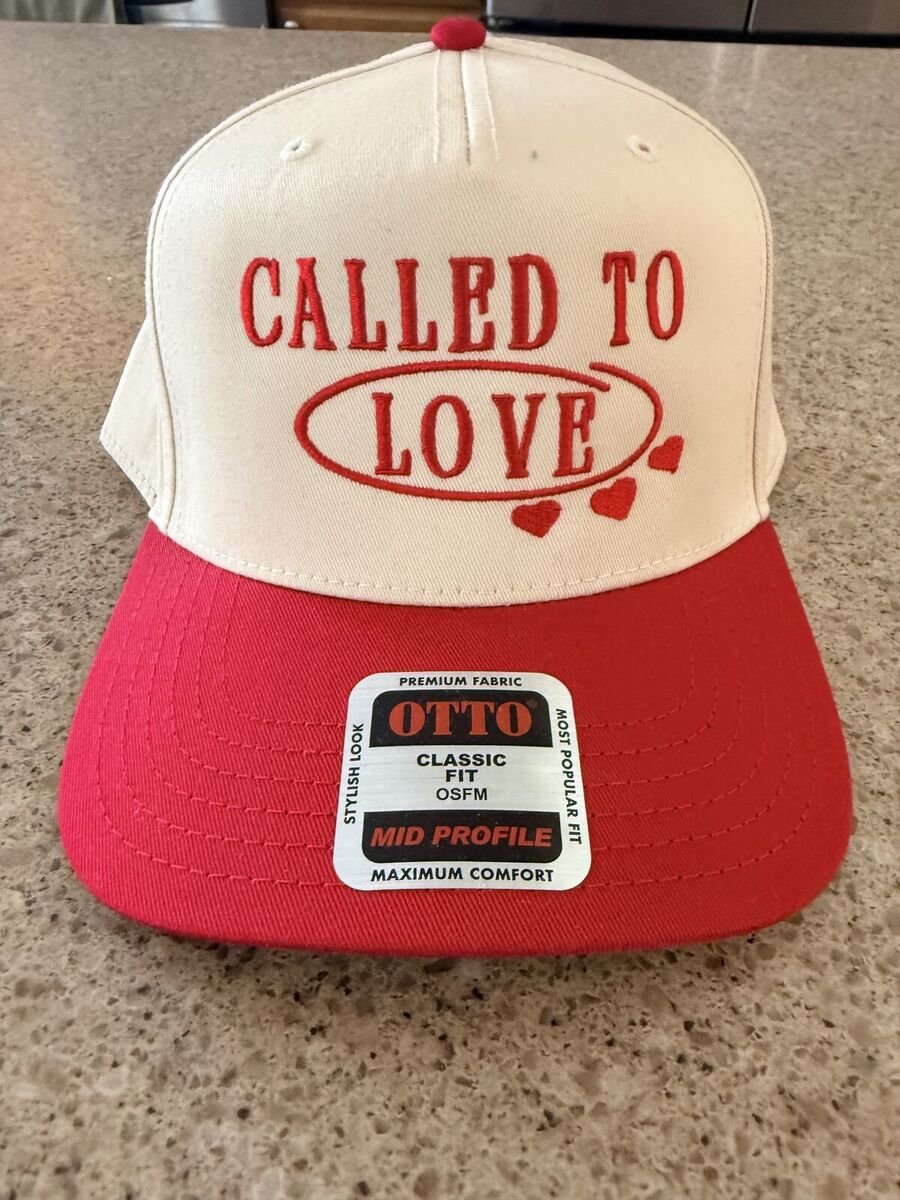 CALLED TO
LOVE
PREMIUM FABRIC
STYLISH LOOK
OTTO®
CLASSIC
FIT
OSFM
MID PROFILE
MOST POPULAR FIT
MAXIMUM COMFORT